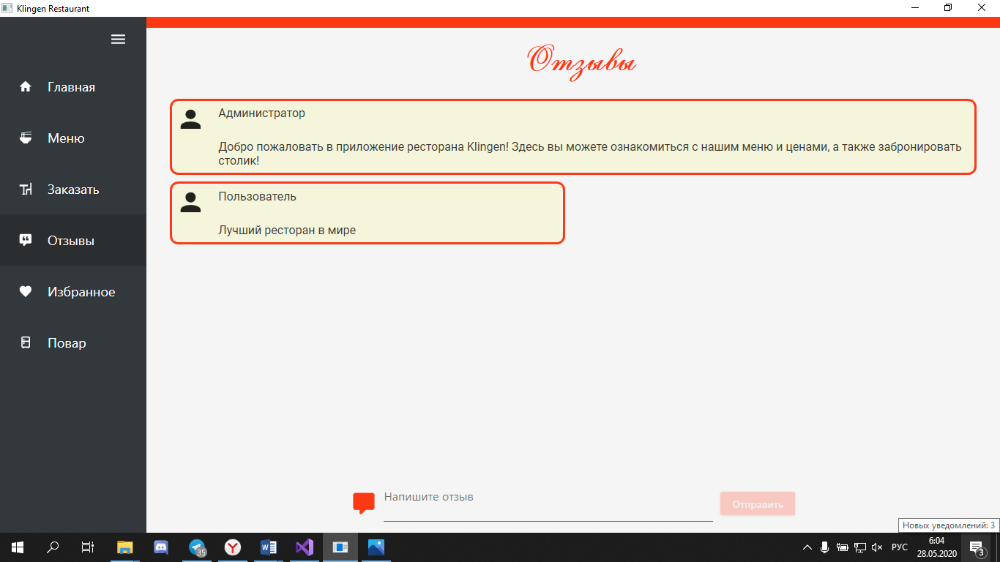 Klingen Restaurant
Отзывы
Главная
Меню
Заказать
Отзывы
Избранное
Повар
Администратор
Добро пожаловать в приложение ресторана Klingen! Здесь вы можете ознакомиться с нашим меню и ценами, а также забронировать
столик!
Пользователь
Лучший ресторан в мире
Напишите отзыв
Отправить
Новых уведомлений: 3
35
РУС
6:04
28.05.2020
3